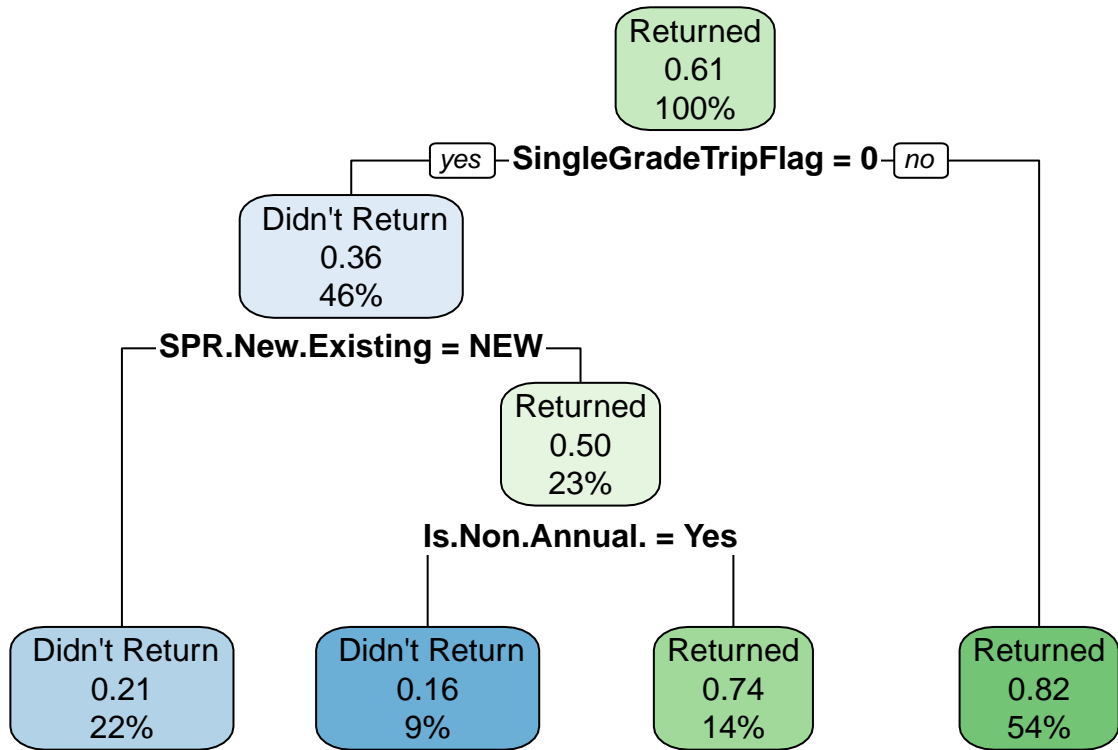 Returned
0.61
100%
yes SingleGradeTripFlag = 0 no
Didn't Return
0.36
46%
SPR.New.Existing = NEW
Returned
0.50
23%
Is.Non.Annual. = Yes
Didn't Return
0.21
22%
Didn't Return
0.16
9%
Returned
0.74
14%
Returned
0.82
54%